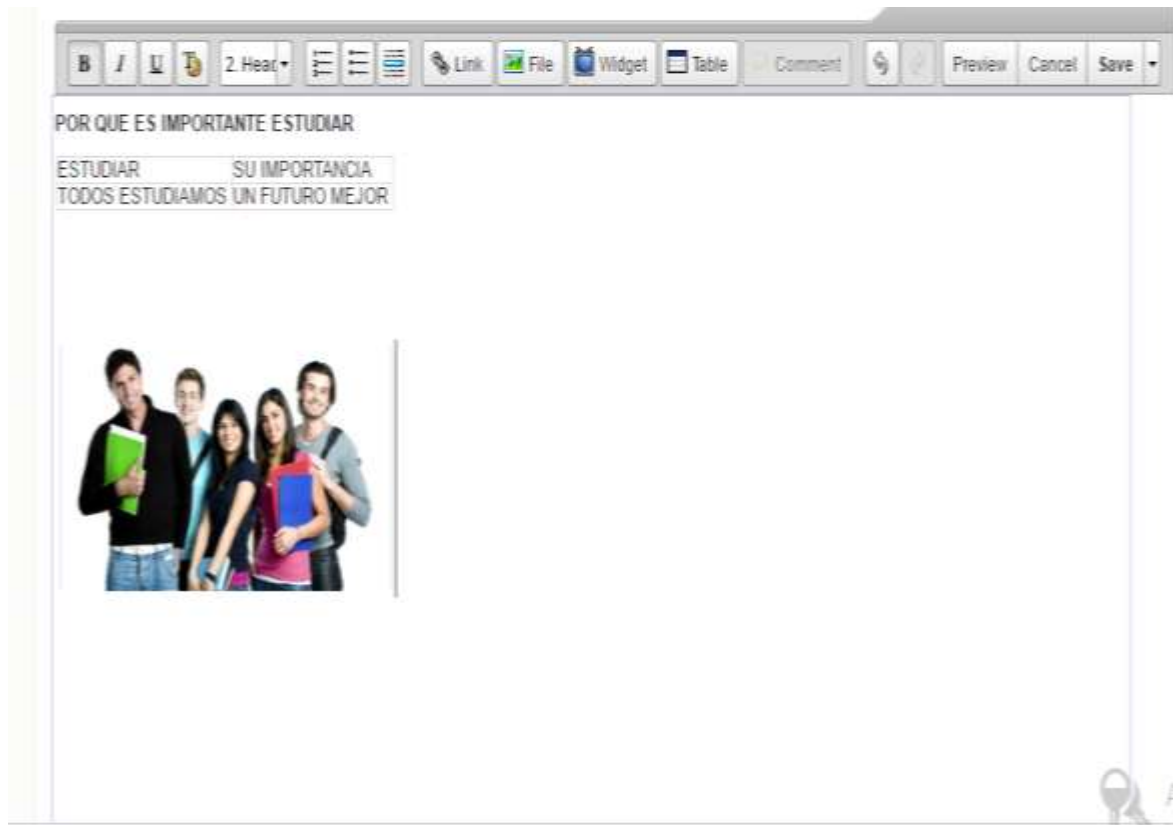 B I U T 2. Head Link File Widget Table Comment Preview Cancel Save
POR QUE ES IMPORTANTE ESTUDIAR
ESTUDIAR SU IMPORTANCIA
TODOS ESTUDIAMOS UN FUTURO MEJOR